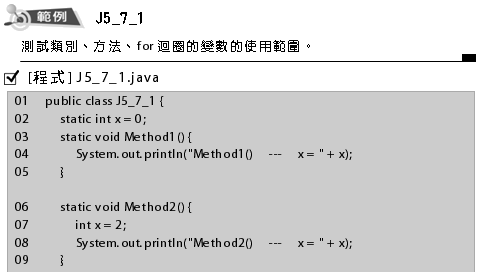 範例 J5_7_1
測試類別、方法、for 迴圈的變數的使用範圍。
[程式] J5_7_1.java
01 public class J5_7_1 {
02 static int x = 0;
03 static void Method1() {
04 System.out.println("Method1() --- x = " + x);
05 }
06 static void Method2() {
07 int x = 2;
08 System.out.println("Method2() --- x = " + x);
09 }